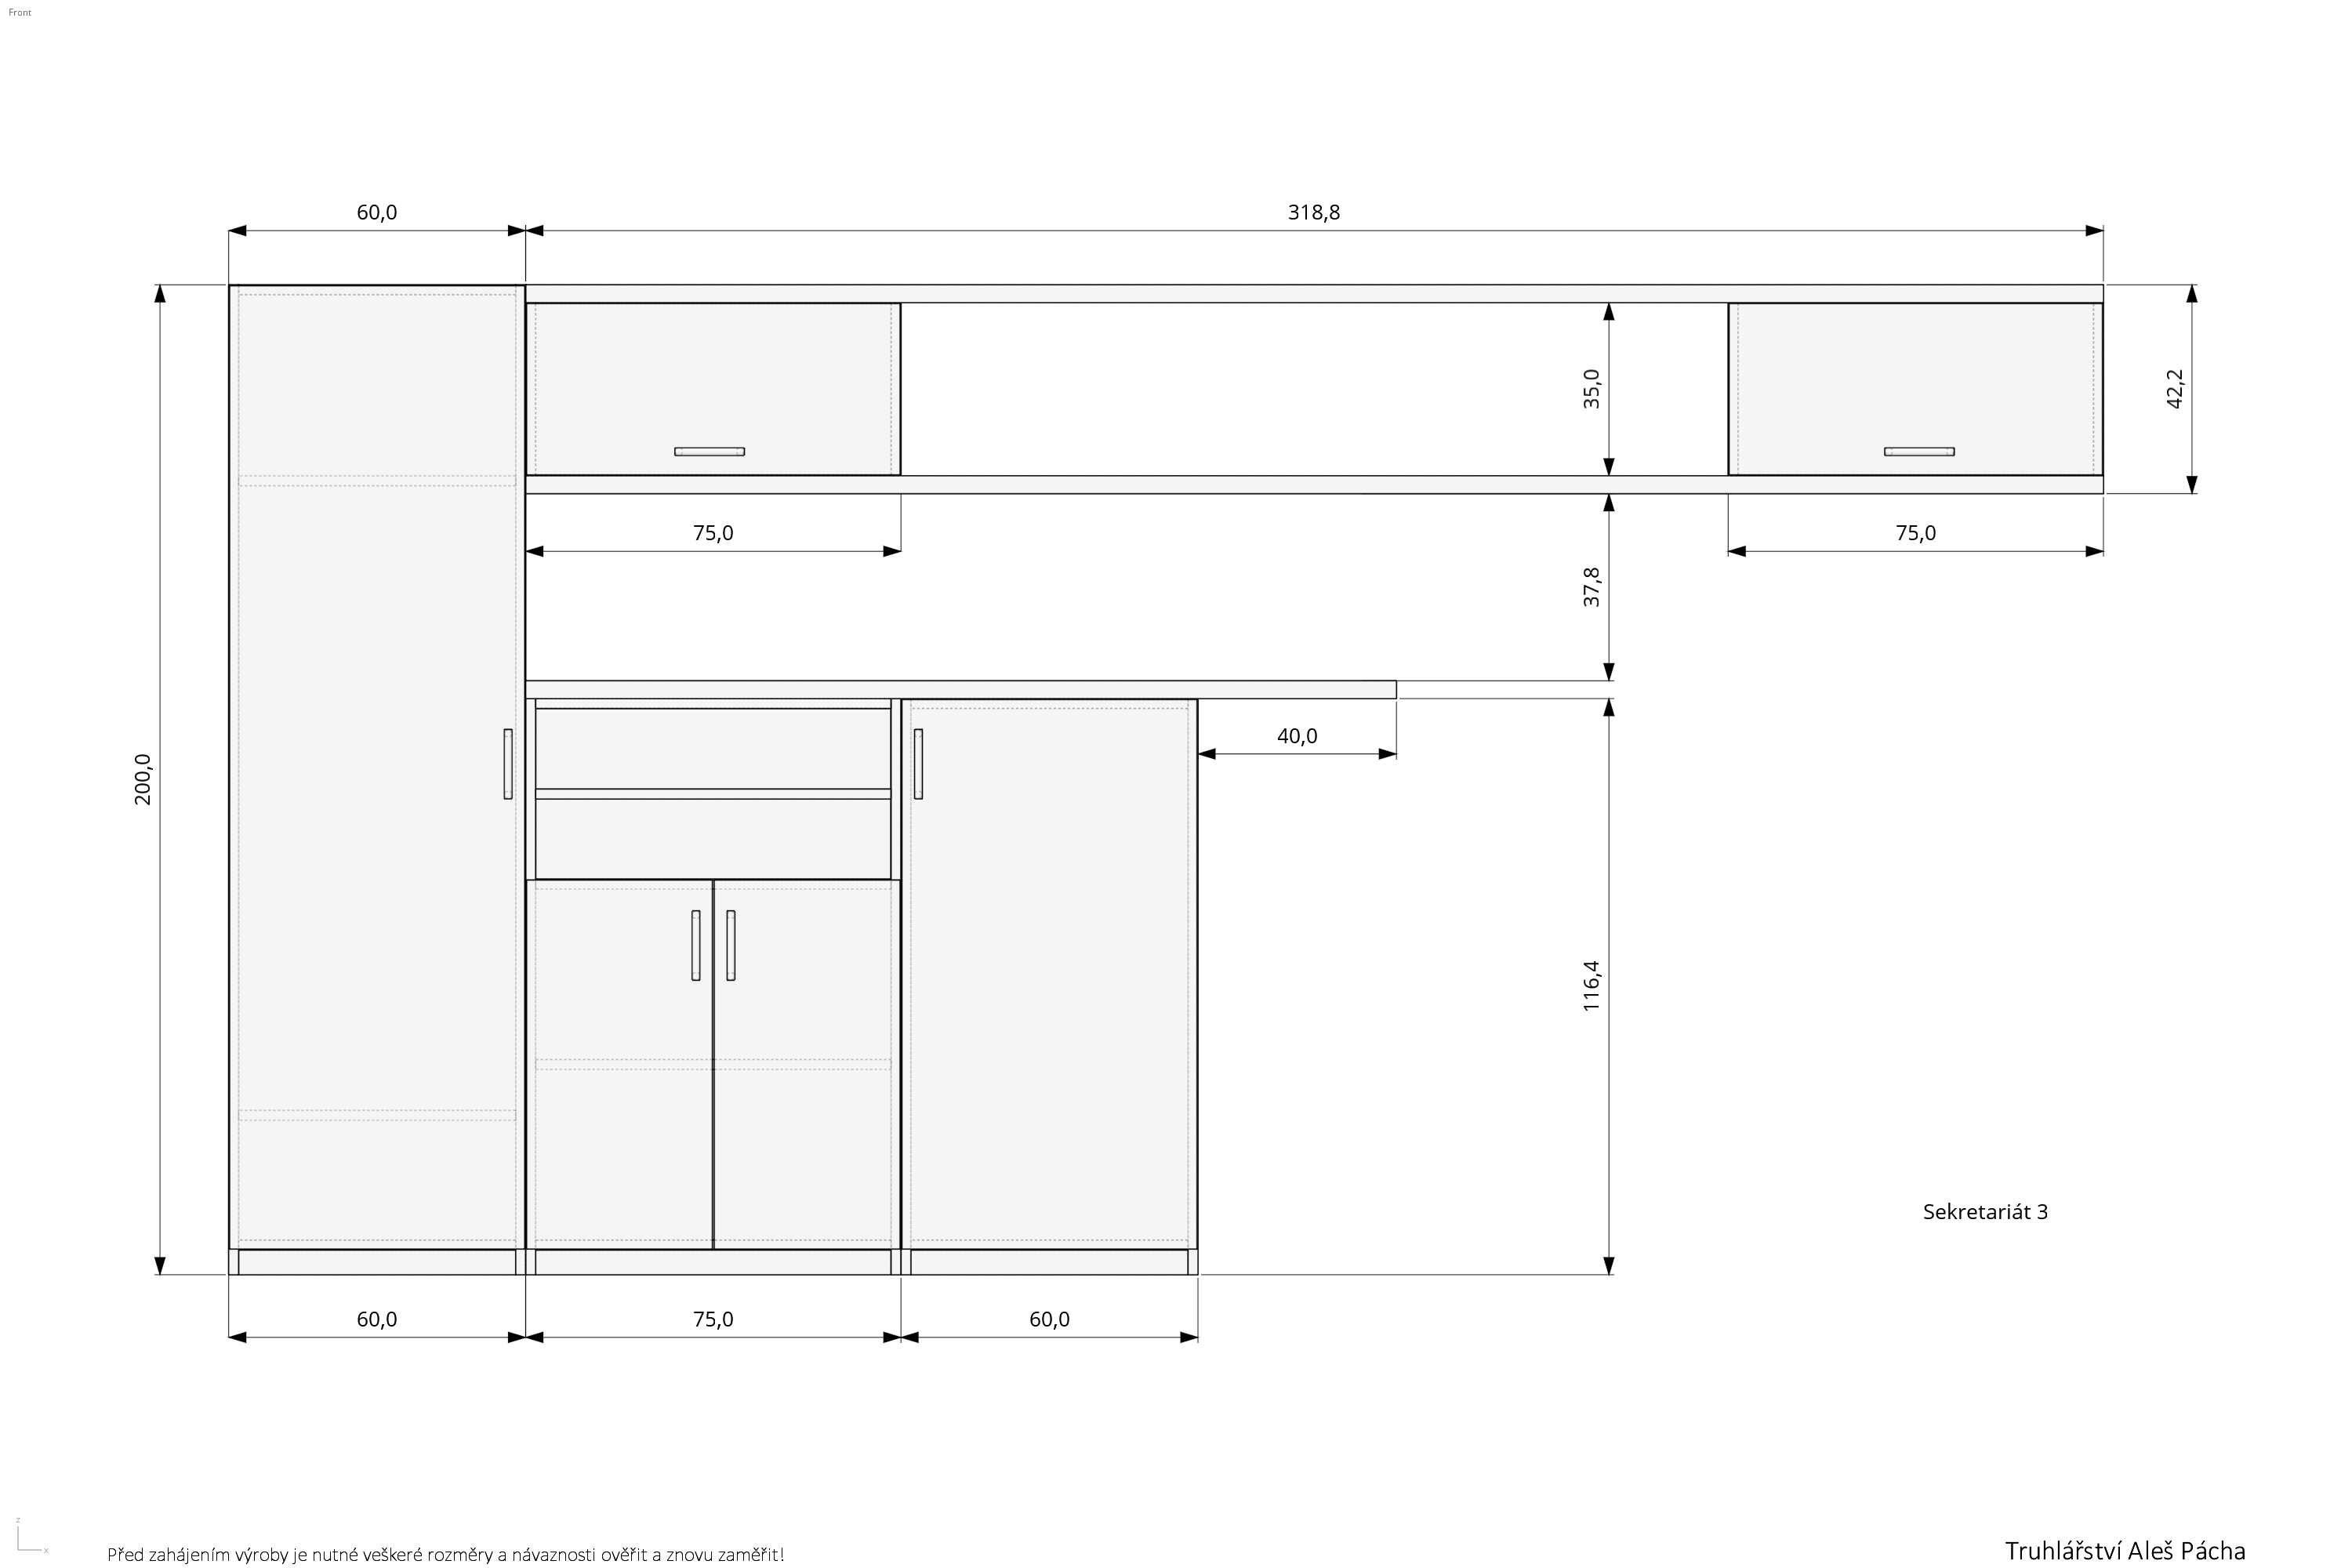 Front
60,0
318,8
35,0
42,2
75,0
75,0
37,8
40,0
200,0
116,4
Sekretariát 3
60,0
75,0
60,0
z
x
Před zahájením výroby je nutné veškeré rozměry a návaznosti ověřit a znovu zaměřit!
Truhlářství Aleš Pácha